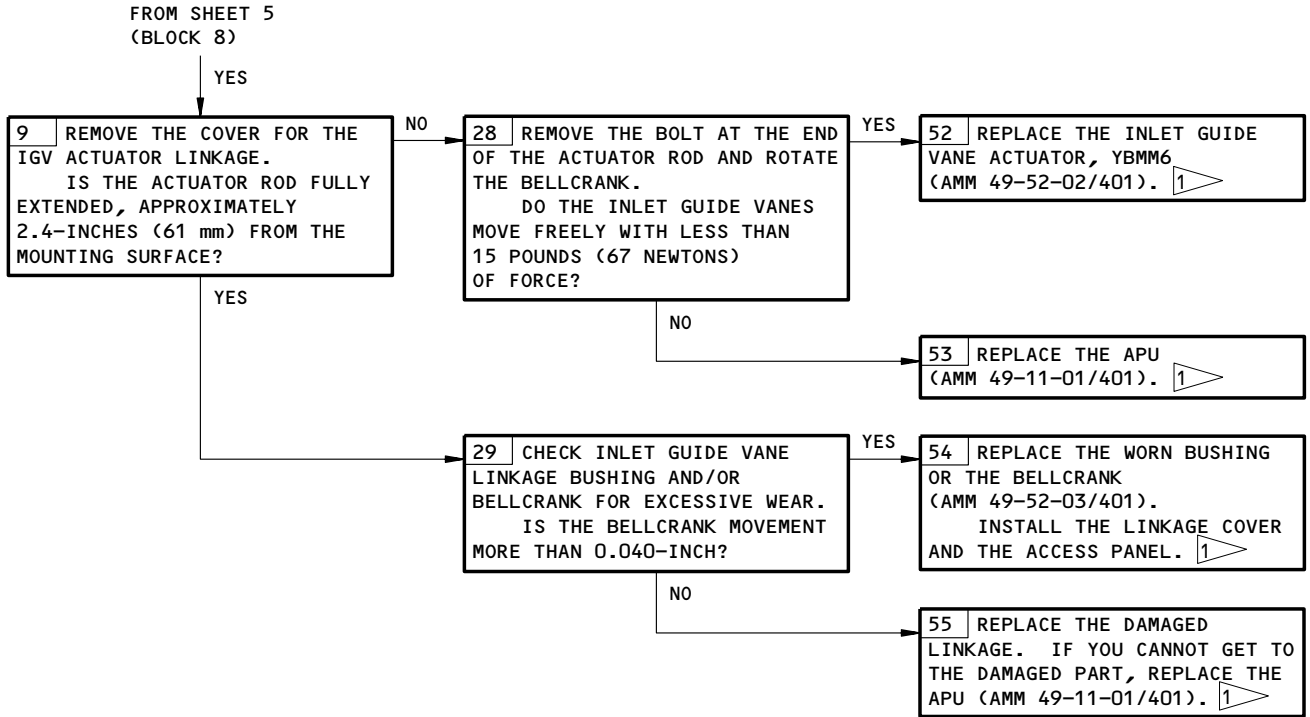 FROM SHEET 5
(BLOCK 8)
YES
9 REMOVE THE COVER FOR THE
IGV ACTUATOR LINKAGE.
IS THE ACTUATOR ROD FULLY
EXTENDED, APPROXIMATELY
2.4-INCHES (61 mm) FROM THE
MOUNTING SURFACE?
NO
28 REMOVE THE BOLT AT THE END
OF THE ACTUATOR ROD AND ROTATE
THE BELLCRANK.
DO THE INLET GUIDE VANES
MOVE FREELY WITH LESS THAN
15 POUNDS (67 NEWTONS)
OF FORCE?
YES
52 REPLACE THE INLET GUIDE
VANE ACTUATOR, YBMM6
(AMM 49-52-02/401). 1
NO
53 REPLACE THE APU
(AMM 49-11-01/401). 1
YES
29 CHECK INLET GUIDE VANE
LINKAGE BUSHING AND/OR
BELLCRANK FOR EXCESSIVE WEAR.
IS THE BELLCRANK MOVEMENT
MORE THAN 0.040-INCH?
YES
54 REPLACE THE WORN BUSHING
OR THE BELLCRANK
(AMM 49-52-03/401).
INSTALL THE LINKAGE COVER
AND THE ACCESS PANEL. 1
NO
55 REPLACE THE DAMAGED
LINKAGE. IF YOU CANNOT GET TO
THE DAMAGED PART, REPLACE THE
APU (AMM 49-11-01/401). 1